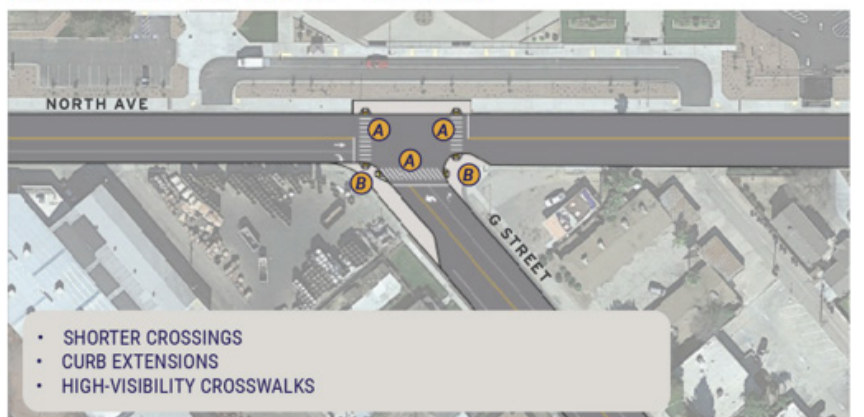 NORTH AVE
A
A
A
B
B
G STREET
• SHORTER CROSSINGS
• CURB EXTENSIONS
• HIGH-VISIBILITY CROSSWALKS